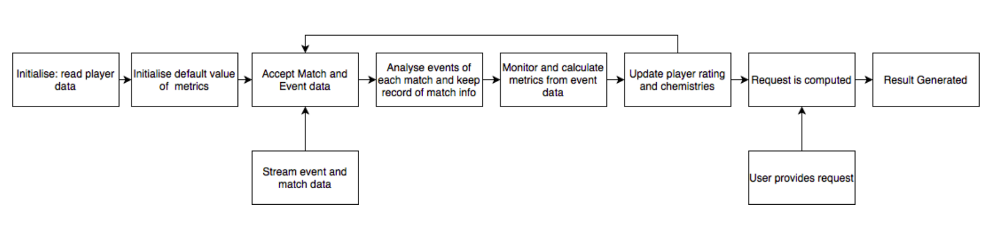 Initialise: read player
data
Initialise default value
of metrics
Accept Match and
Event data
Analyse events of
each match and keep
record of match info
Monitor and calculate
metrics from event
data
Update player rating
and chemistries
Request is computed
Result Generated
Stream event and
match data
User provides request